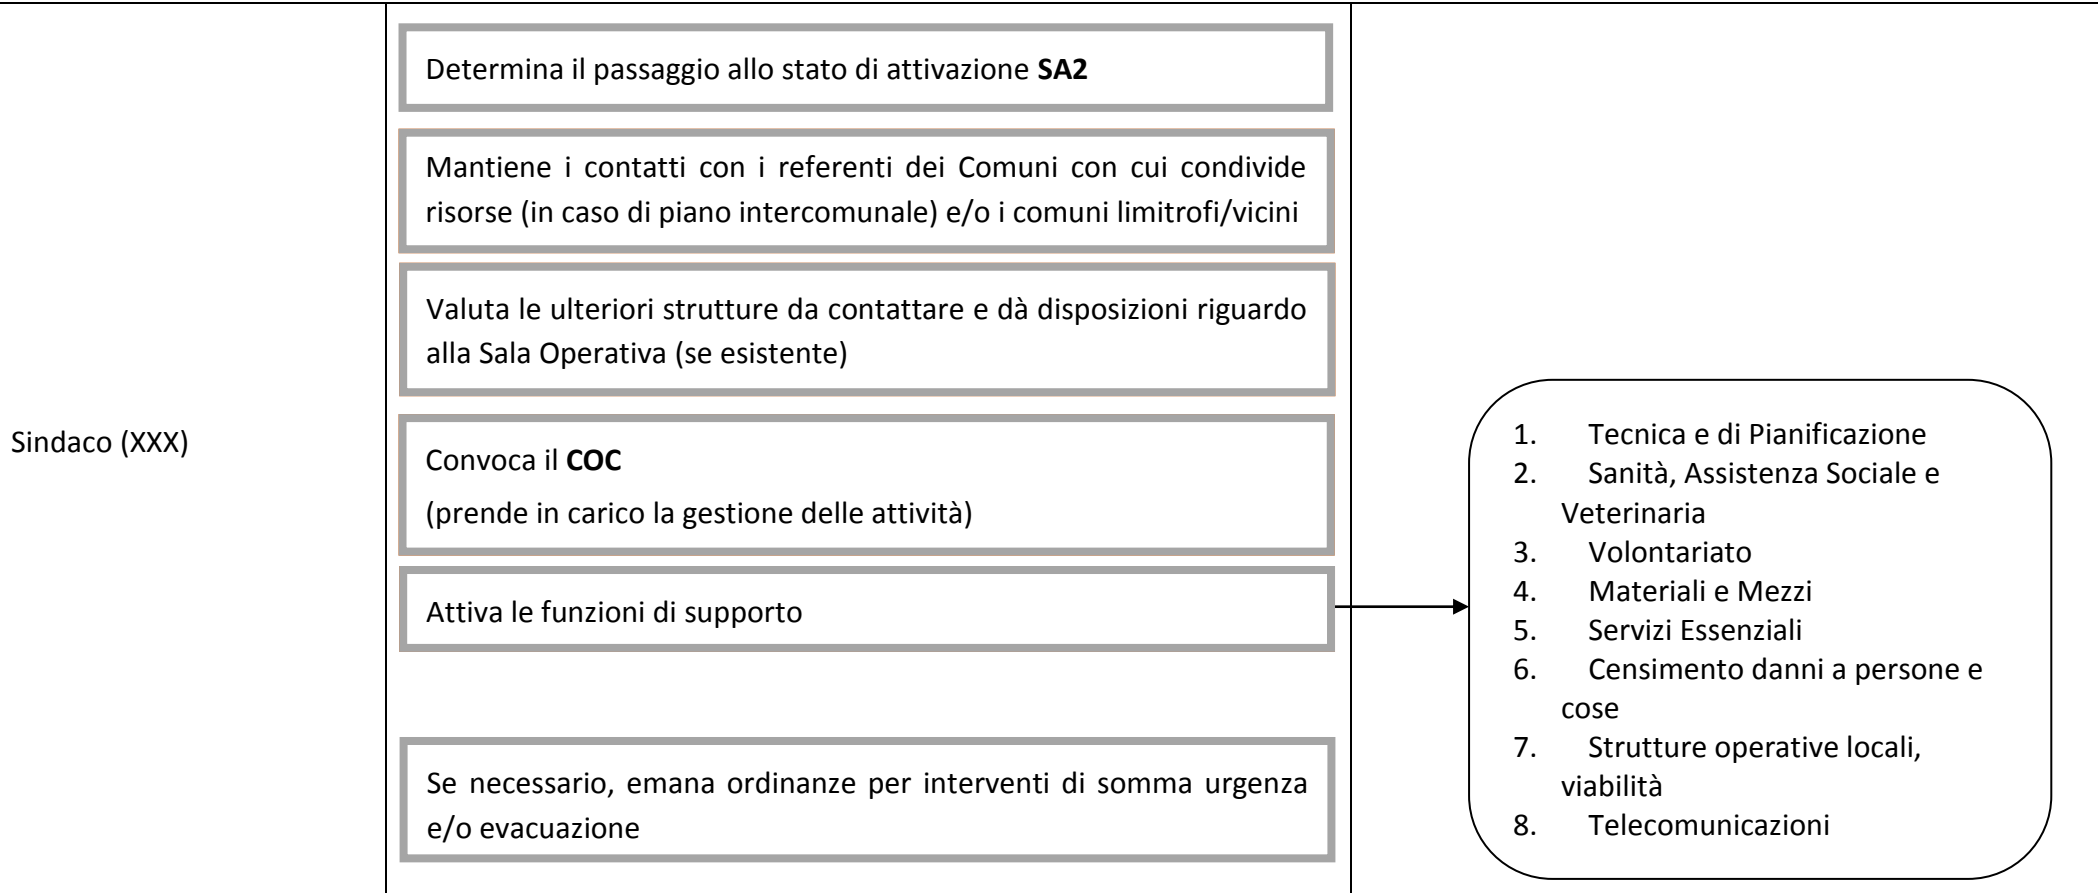 Sindaco (XXX)
Determina il passaggio allo stato di attivazione SA2
Mantiene i contatti con i referenti dei Comuni con cui condivide
risorse (in caso di piano intercomunale) e/o i comuni limitrofi/vicini
Valuta le ulteriori strutture da contattare e dà disposizioni riguardo
alla Sala Operativa (se esistente)
Convoca il COC
(prende in carico la gestione delle attività)
Attiva le funzioni di supporto
Se necessario, emana ordinanze per interventi di somma urgenza
e/o evacuazione
1. Tecnica e di Pianificazione
2. Sanità, Assistenza Sociale e
Veterinaria
3. Volontariato
4. Materiali e Mezzi
5. Servizi Essenziali
6. Censimento danni a persone e
cose
7. Strutture operative locali,
viabilità
8. Telecomunicazioni